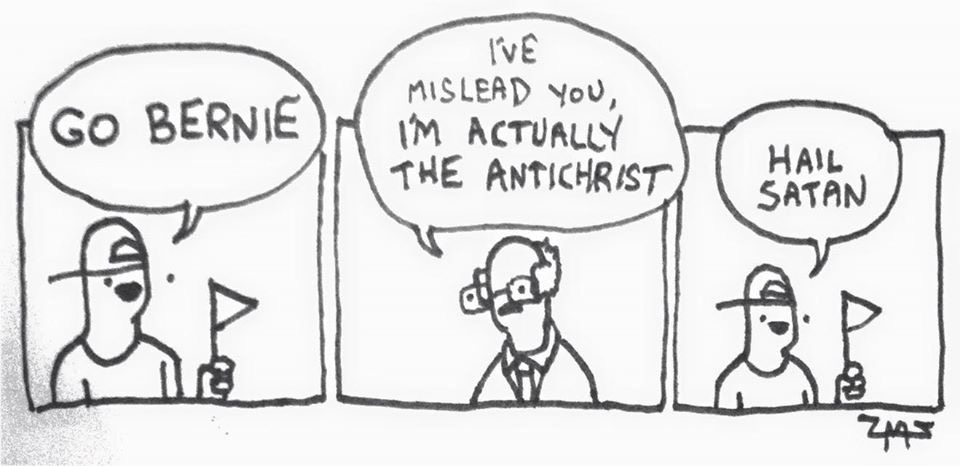 GO BERNIE
I'VE
MISLEAD YOU,
I'M ACTUALLY
THE ANTICHRIST
HAIL
SATAN